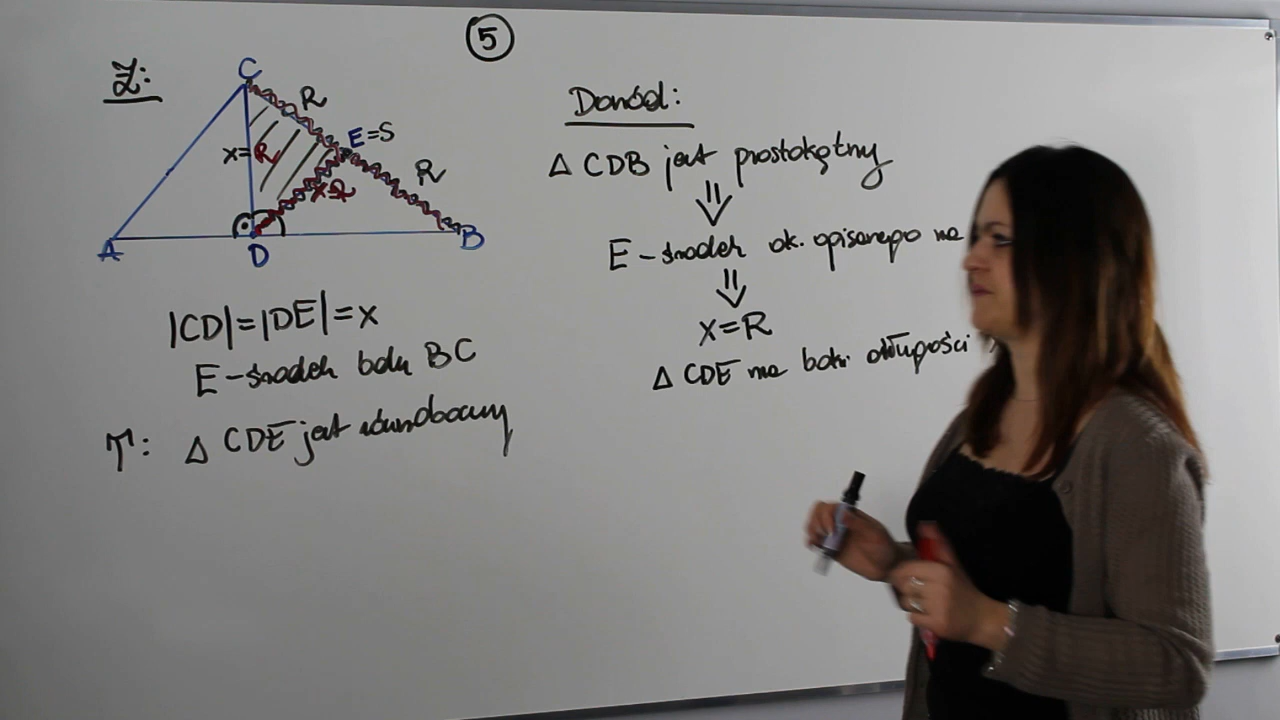 5
Z:
C
R
E=S
x=R
R
x=R
A
D
B
|CD|=|DE|=x
E-środek boku BC
T: Δ CDE jest równoboczny
Dowód:
Δ CDB jest prostokątny
⇓
E-środek ok. opisanego na
⇓
x=R
Δ CDE ma boki długości